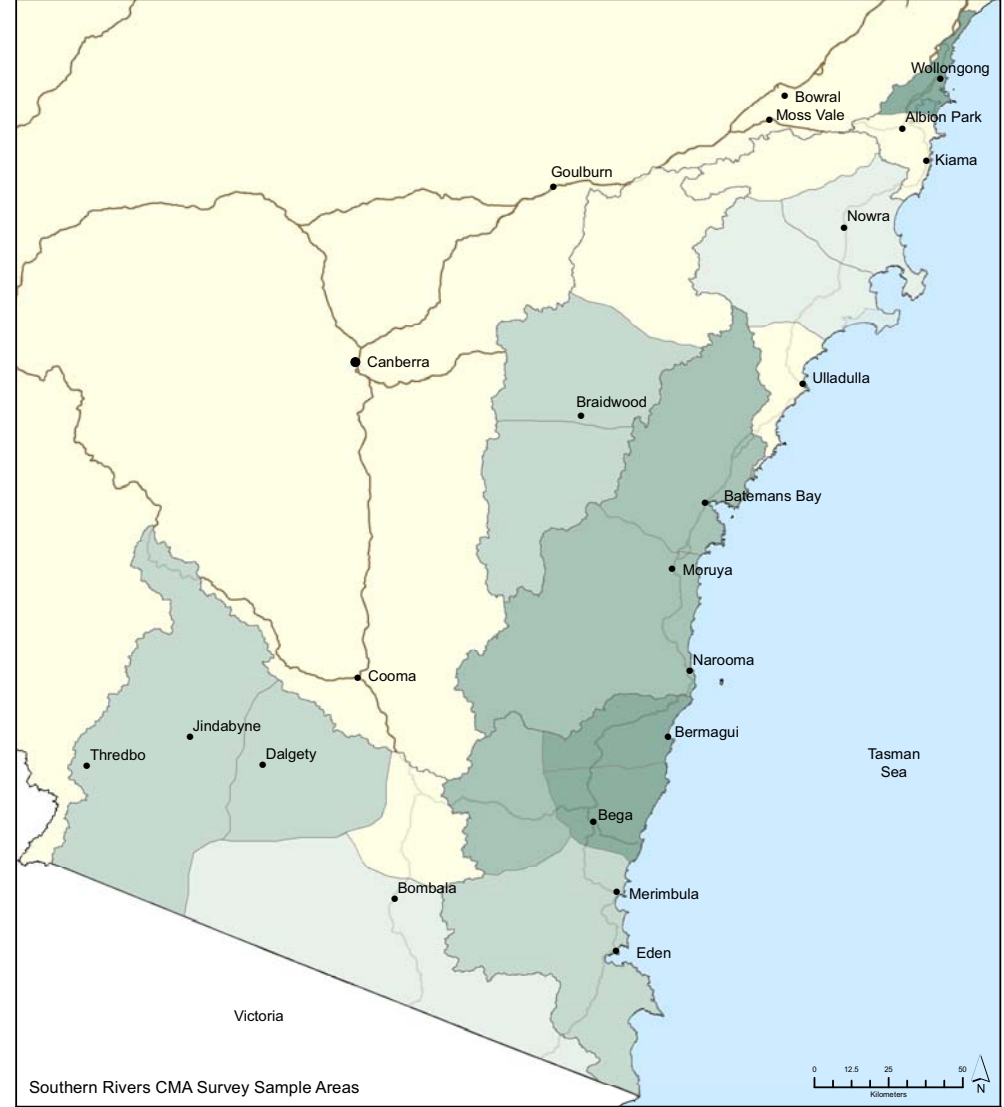 Wollongong
Bowral
Moss Vale
Albion Park
Kiama
Goulburn
Nowra
Canberra
Ulladulla
Braidwood
Batemans Bay
Moruya
Narooma
Cooma
Jindabyne
Bermagui
Thredbo
Dalgety
Tasman
Sea
Bega
Bombala
Merimbula
Eden
Victoria
0 12.5 25 50
Kilometers
N
Southern Rivers CMA Survey Sample Areas